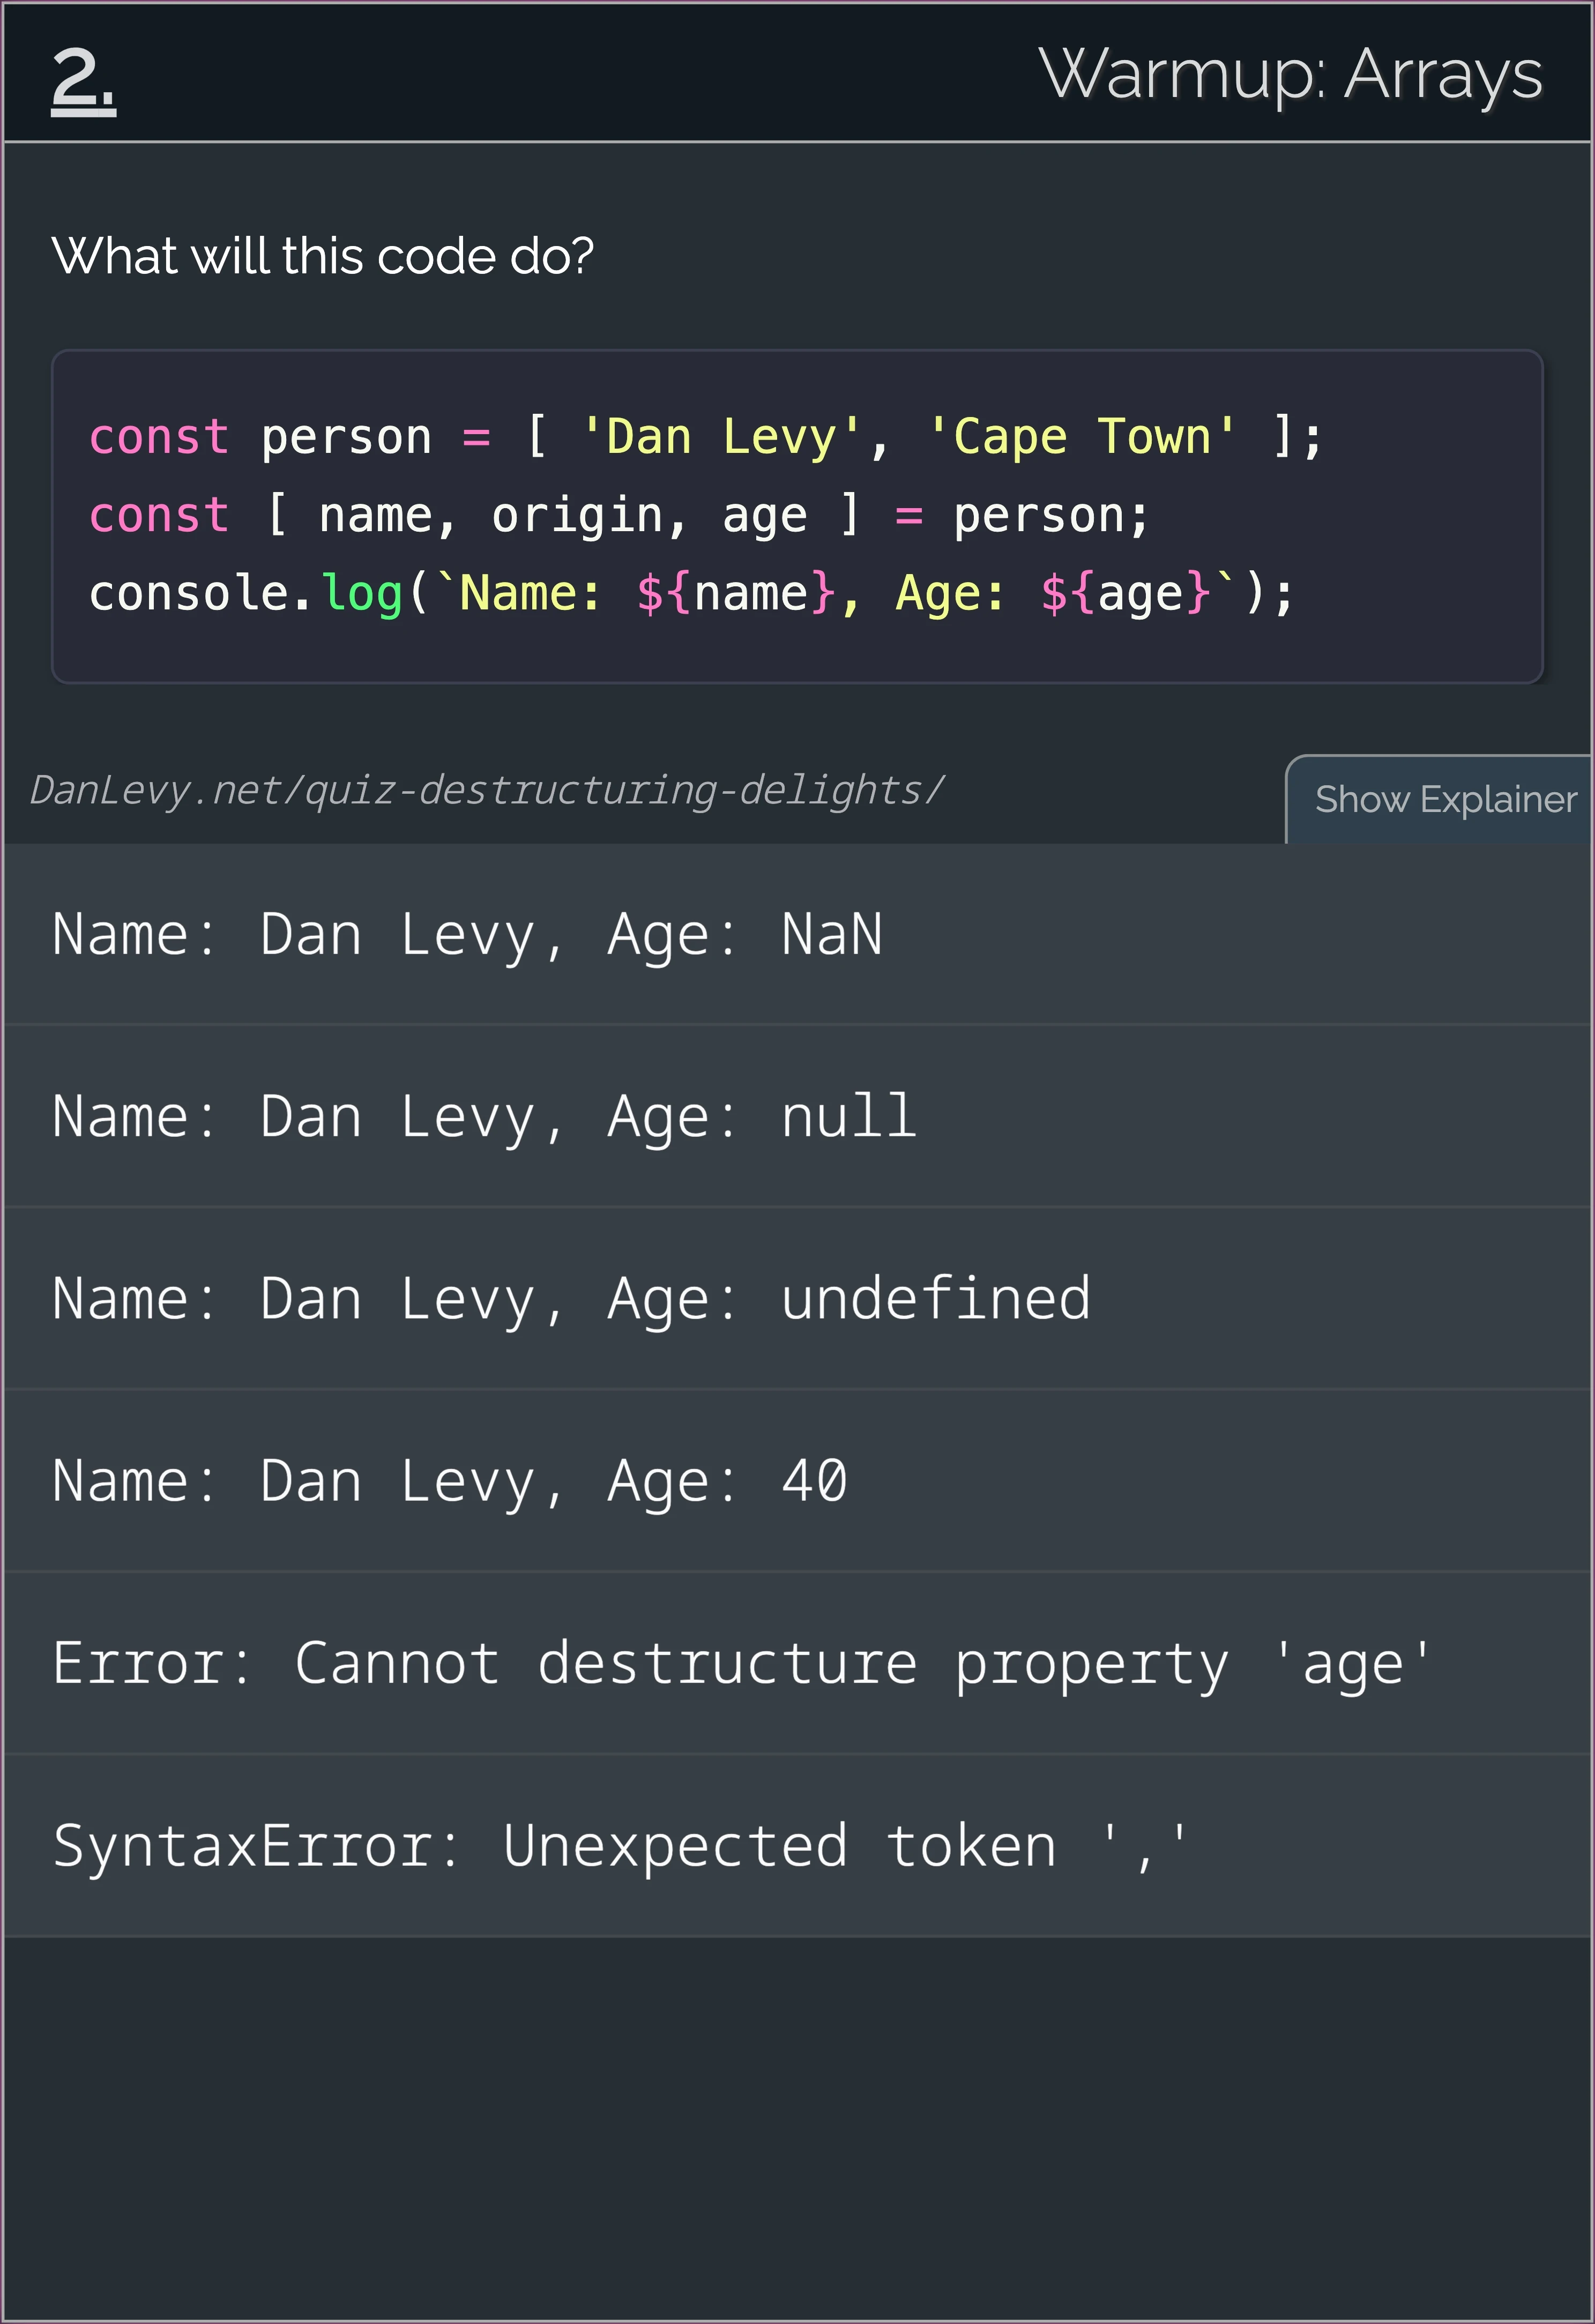 2.
Warmup: Arrays
What will this code do?
const person = [ 'Dan Levy', 'Cape Town' ];
const [ name, origin, age ] = person;
console.log(`Name: ${name}, Age: ${age}`);
DanLevy.net/quiz-destructuring-delights/
Show Explainer
Name: Dan Levy, Age: NaN
Name: Dan Levy, Age: null
Name: Dan Levy, Age: undefined
Name: Dan Levy, Age: 40
Error: Cannot destructure property 'age'
SyntaxError: Unexpected token ','